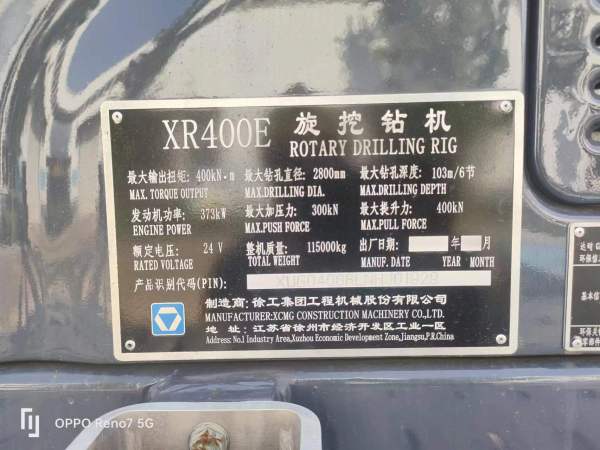 XR400E 旋挖钻机
ROTARY DRILLING RIG
最大输出扭矩: 400kN·m 最大钻孔直径: 2800mm 最大钻孔深度: 103m/6节
MAX. TORQUE OUTPUT MAX.DRILLING DIA. MAX.DRILLING DEPTH
发动机功率: 373kW 最大加压力: 300kN 最大提升力: 400kN
ENGINE POWER MAX.PUSH FORCE MAX.PULL FORCE
额定电压: 24 V 整机质量: 115000kg 出厂日期: 年 月
RATED VOLTAGE TOTAL WEIGHT MANUF.DATE YEAR MONTH
产品识别代码(PIN):
制造商: 徐工集团工程机械股份有限公司
MANUFACTURER:XCMG CONSTRUCTION MACHINERY CO.,LTD.
地 址: 江苏省徐州市经济开发区工业一区
Address: No.1 Industry Area,Xuzhou Economic Development Zone,Jiangsu,P.R.China
基本信
OPPO Reno7 5G